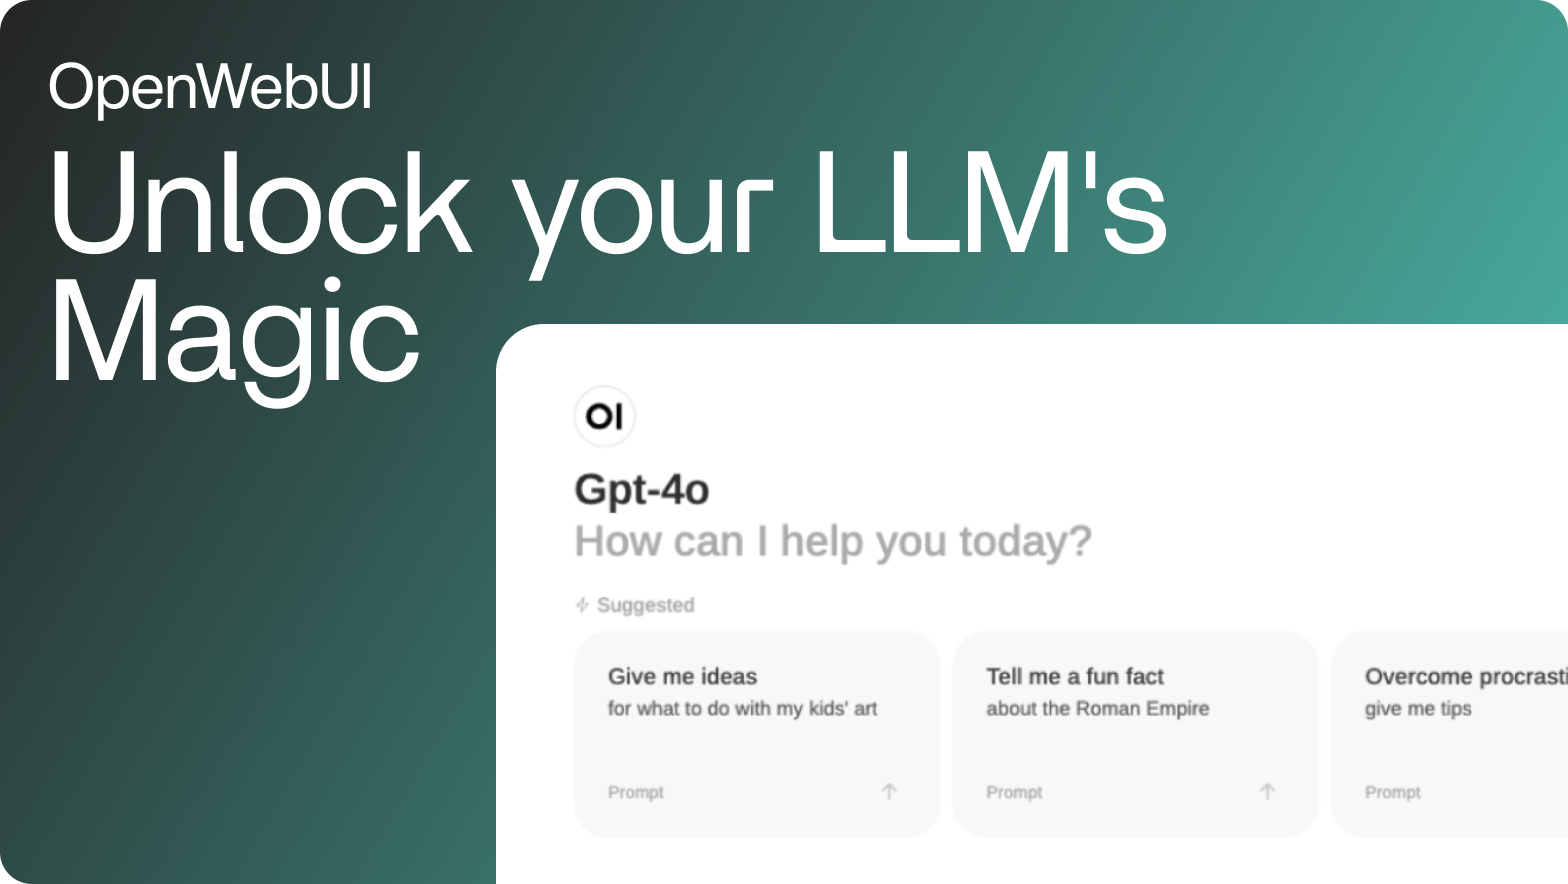 OpenWebUI
Unlock your LLM's
Magic
OI
Gpt-4o
How can I help you today?
Suggested
Give me ideas
for what to do with my kids' art
Prompt
Tell me a fun fact
about the Roman Empire
Prompt
Overcome
give me tips
Prompt